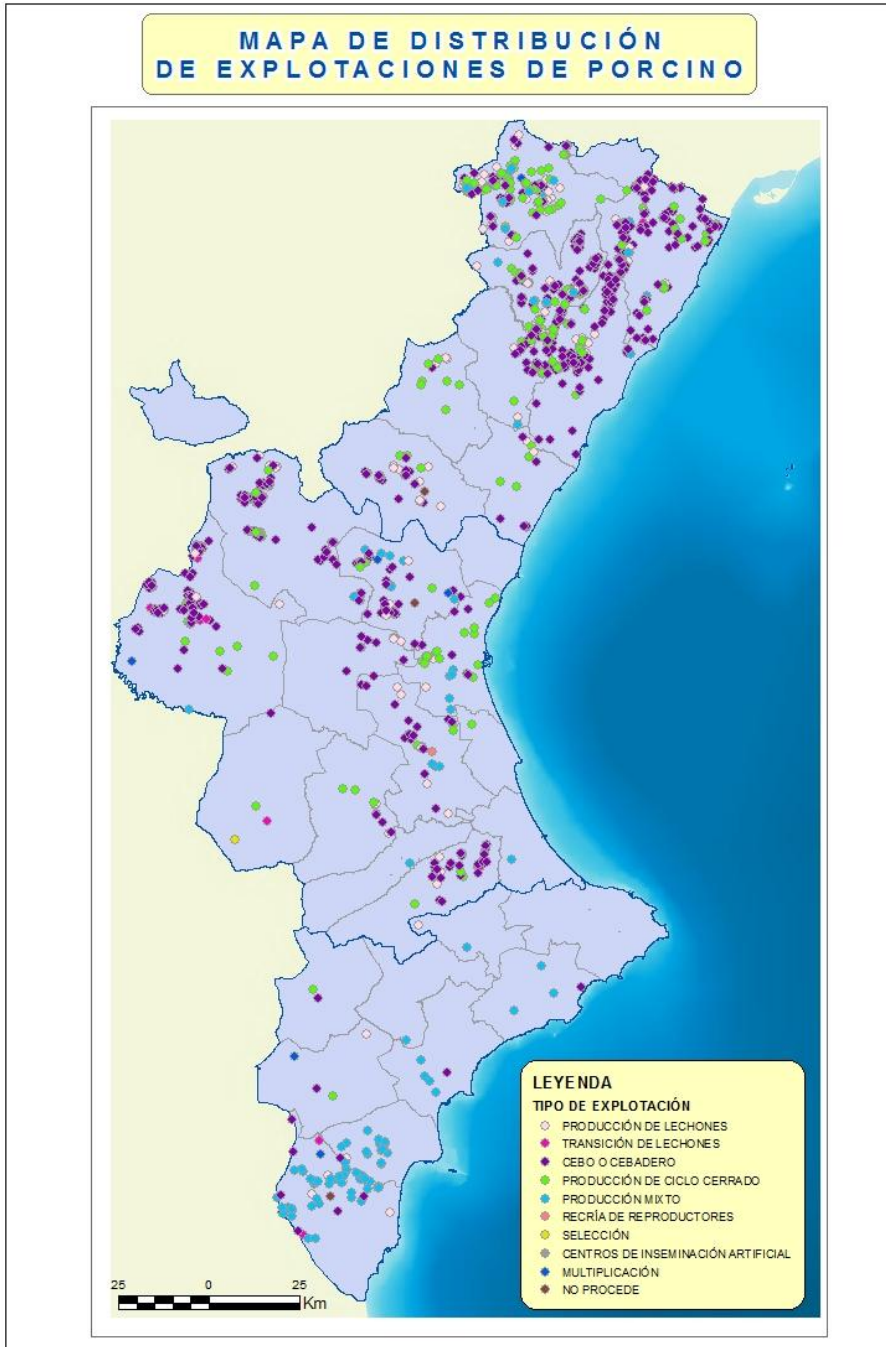 MAPA DE DISTRIBUCIÓN
DE EXPLOTACIONES DE PORCINO
LEYENDA
TIPO DE EXPLOTACIÓN
PRODUCCIÓN DE LECHONES
TRANSICIÓN DE LECHONES
CEBO O CEBADERO
PRODUCCIÓN DE CICLO CERRADO
PRODUCCIÓN MIXTO
RECRÍA DE REPRODUCTORES
SELECCIÓN
CENTROS DE INSEMINACIÓN ARTIFICIAL
MULTIPLICACIÓN
NO PROCEDE
25 0 25
Km